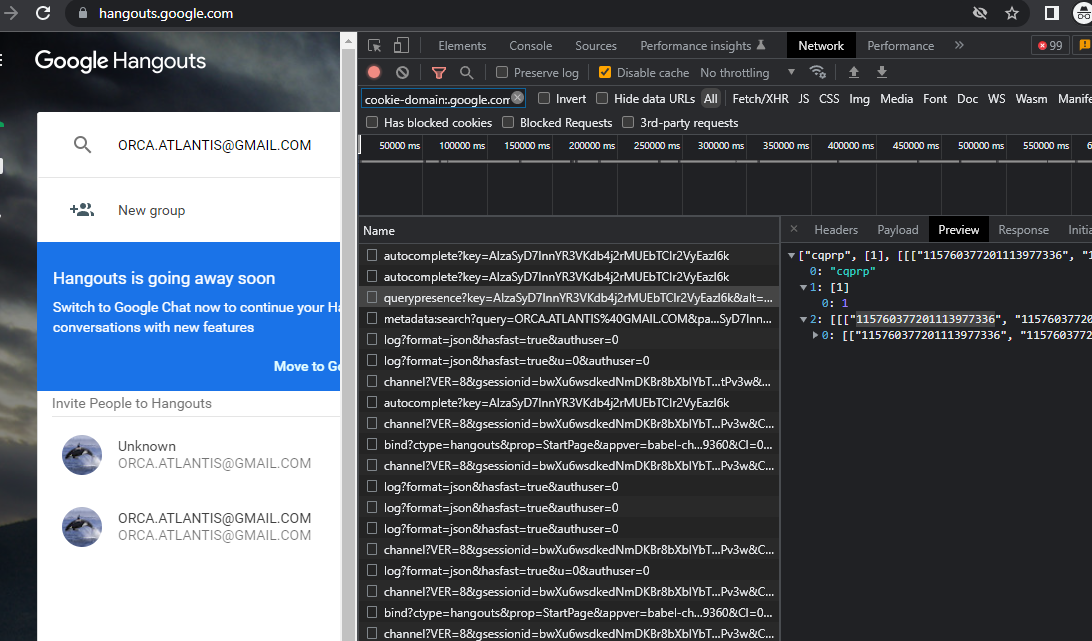 hangouts.google.com
Google Hangouts
ORCA.ATLANTIS@GMAIL.COM
New group
Hangouts is going away soon
Switch to Google Chat now to continue your Ha
conversations with new features
Move to Go
Invite People to Hangouts
Unknown
ORCA.ATLANTIS@GMAIL.COM
ORCA.ATLANTIS@GMAIL.COM
ORCA.ATLANTIS@GMAIL.COM
Elements Console Sources Performance insights Network Performance » 99
Preserve log Disable cache No throttling
cookie-domain:.google.com Invert Hide data URLs All Fetch/XHR JS CSS Img Media Font Doc WS Wasm Manife
Has blocked cookies Blocked Requests 3rd-party requests
50000 ms 100000 ms 150000 ms 200000 ms 250000 ms 300000 ms 350000 ms 400000 ms 450000 ms 500000 ms 550000 ms 6
Name
autocomplete?key=AIzaSyD7InnYR3VKdb4j2rMUEbTCIr2VyEazl6k
autocomplete?key=AIzaSyD7InnYR3VKdb4j2rMUEbTCIr2VyEazl6k
querypresence?key=AIzaSyD7InnYR3VKdb4j2rMUEbTCIr2VyEazl6k&alt=...
metadata:search?query=ORCA.ATLANTIS%40GMAIL.COM&pa...SyD7Inn...
log?format=json&hasfast=true&authuser=0
log?format=json&hasfast=true&u=0&authuser=0
channel?VER=8&gsessionid=bwXu6wsdkedNmDKBr8bXbIYbT...tPv3w&...
autocomplete?key=AIzaSyD7InnYR3VKdb4j2rMUEbTCIr2VyEazl6k
channel?VER=8&gsessionid=bwXu6wsdkedNmDKBr8bXbIYbT...Pv3w&C...
bind?ctype=hangouts&prop=StartPage&appver=babel-ch...9360&CI=0...
channel?VER=8&gsessionid=bwXu6wsdkedNmDKBr8bXbIYbT...Pv3w&C...
log?format=json&hasfast=true&authuser=0
log?format=json&hasfast=true&authuser=0
log?format=json&hasfast=true&authuser=0
channel?VER=8&gsessionid=bwXu6wsdkedNmDKBr8bXbIYbT...Pv3w&C...
log?format=json&hasfast=true&u=0&authuser=0
channel?VER=8&gsessionid=bwXu6wsdkedNmDKBr8bXbIYbT...Pv3w&C...
bind?ctype=hangouts&prop=StartPage&appver=babel-ch...9360&CI=0...
channel?VER=8&gsessionid=bwXu6wsdkedNmDKBr8bXbIYbT...Pv3w&C...
× Headers Payload Preview Response Initia
["cqprp", [1], [[["115760377201113977336", "1
0: "cqprp"
1: [1]
0: 1
2: [[["115760377201113977336", "1157603772
0: [["115760377201113977336", "11576037720